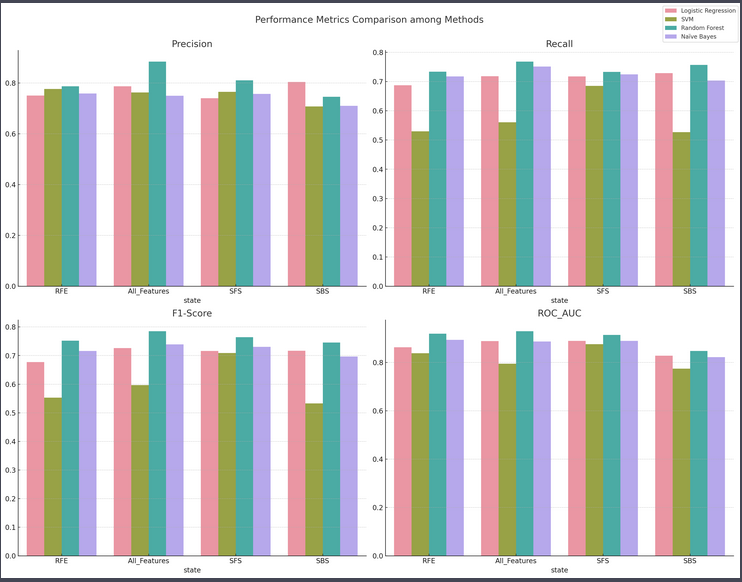 Performance Metrics Comparison among Methods
Logistic Regression
SVM
Random Forest
Naïve Bayes
Precision
0.8
0.6
0.4
0.2
0.0
RFE All_Features SFS SBS
state
Recall
0.8
0.7
0.6
0.5
0.4
0.3
0.2
0.1
0.0
RFE All_Features SFS SBS
state
F1-Score
0.8
0.7
0.6
0.5
0.4
0.3
0.2
0.1
0.0
RFE All_Features SFS SBS
state
ROC_AUC
0.8
0.6
0.4
0.2
0.0
RFE All_Features SFS SBS
state